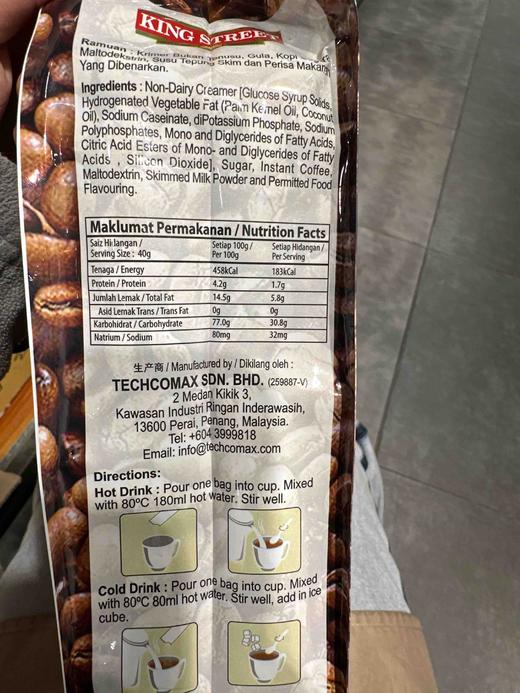 KING STREET
Ramuan : Krimer Bukan Tenusu, Gula, Kopi
Maltodekstrin, Susu Tepung Skim dan Perisa Makanan
Yang Dibenarkan.
Ingredients : Non-Dairy Creamer [Glucose Syrup Solids,
Hydrogenated Vegetable Fat (Palm Kernel Oil, Coconut
Oil), Sodium Caseinate, diPotassium Phosphate, Sodium
Polyphosphates, Mono and Diglycerides of Fatty Acids,
Citric Acid Esters of Mono- and Diglycerides of Fatty
Acids , Silicon Dioxide], Sugar, Instant Coffee,
Maltodextrin, Skimmed Milk Powder and Permitted Food
Flavouring.
Maklumat Permakanan / Nutrition Facts
Saiz Hidangan / Setiap 100g / Setiap Hidangan /
Serving Size : 40g Per 100g Per Serving
Tenaga / Energy 458kCal 183kCal
Protein / Protein 4.2g 1.7g
Jumlah Lemak / Total Fat 14.5g 5.8g
Asid Lemak Trans / Trans Fat 0g 0g
Karbohidrat / Carbohydrate 77.0g 30.8g
Natrium / Sodium 80mg 32mg
生产商 / Manufactured by / Dikilang oleh :
TECHCOMAX SDN. BHD. (259887-V)
2 Medan Kikik 3,
Kawasan Industri Ringan Inderawasih,
13600 Perai, Penang, Malaysia.
Tel: +604 3999818
Email: info@techcomax.com
Directions:
Hot Drink : Pour one bag into cup. Mixed
with 80ºC 180ml hot water. Stir well.
Cold Drink : Pour one bag into cup. Mixed
with 80ºC 80ml hot water. Stir well, add in ice
cube.